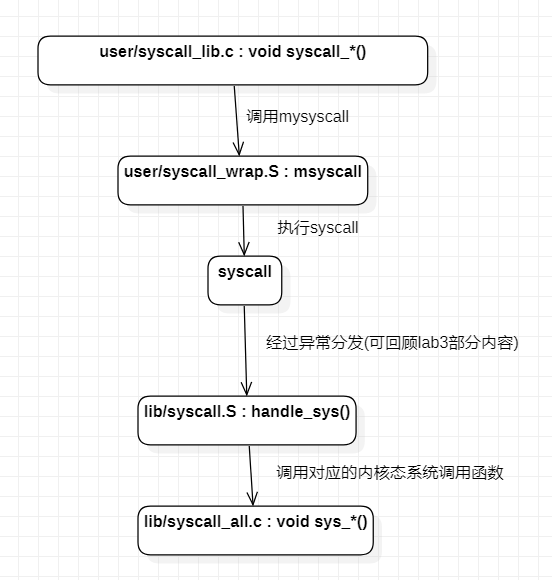 user/syscall_lib.c : void syscall_*()
调用mysyscall
user/syscall_wrap.S : msyscall
执行syscall
syscall
经过异常分发(可回顾lab3部分内容)
lib/syscall.S : handle_sys()
调用对应的内核态系统调用函数
lib/syscall_all.c : void sys_*()